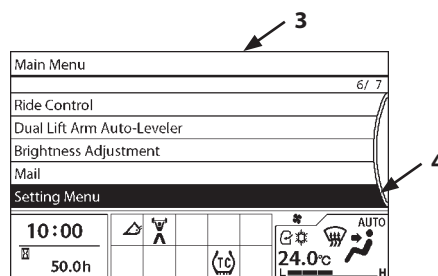 3
Main Menu
6/ 7
Ride Control
Dual Lift Arm Auto-Leveler
Brightness Adjustment
Mail
4
Setting Menu
10:00
AUTO
TC
50.0h
24.0℃
L H